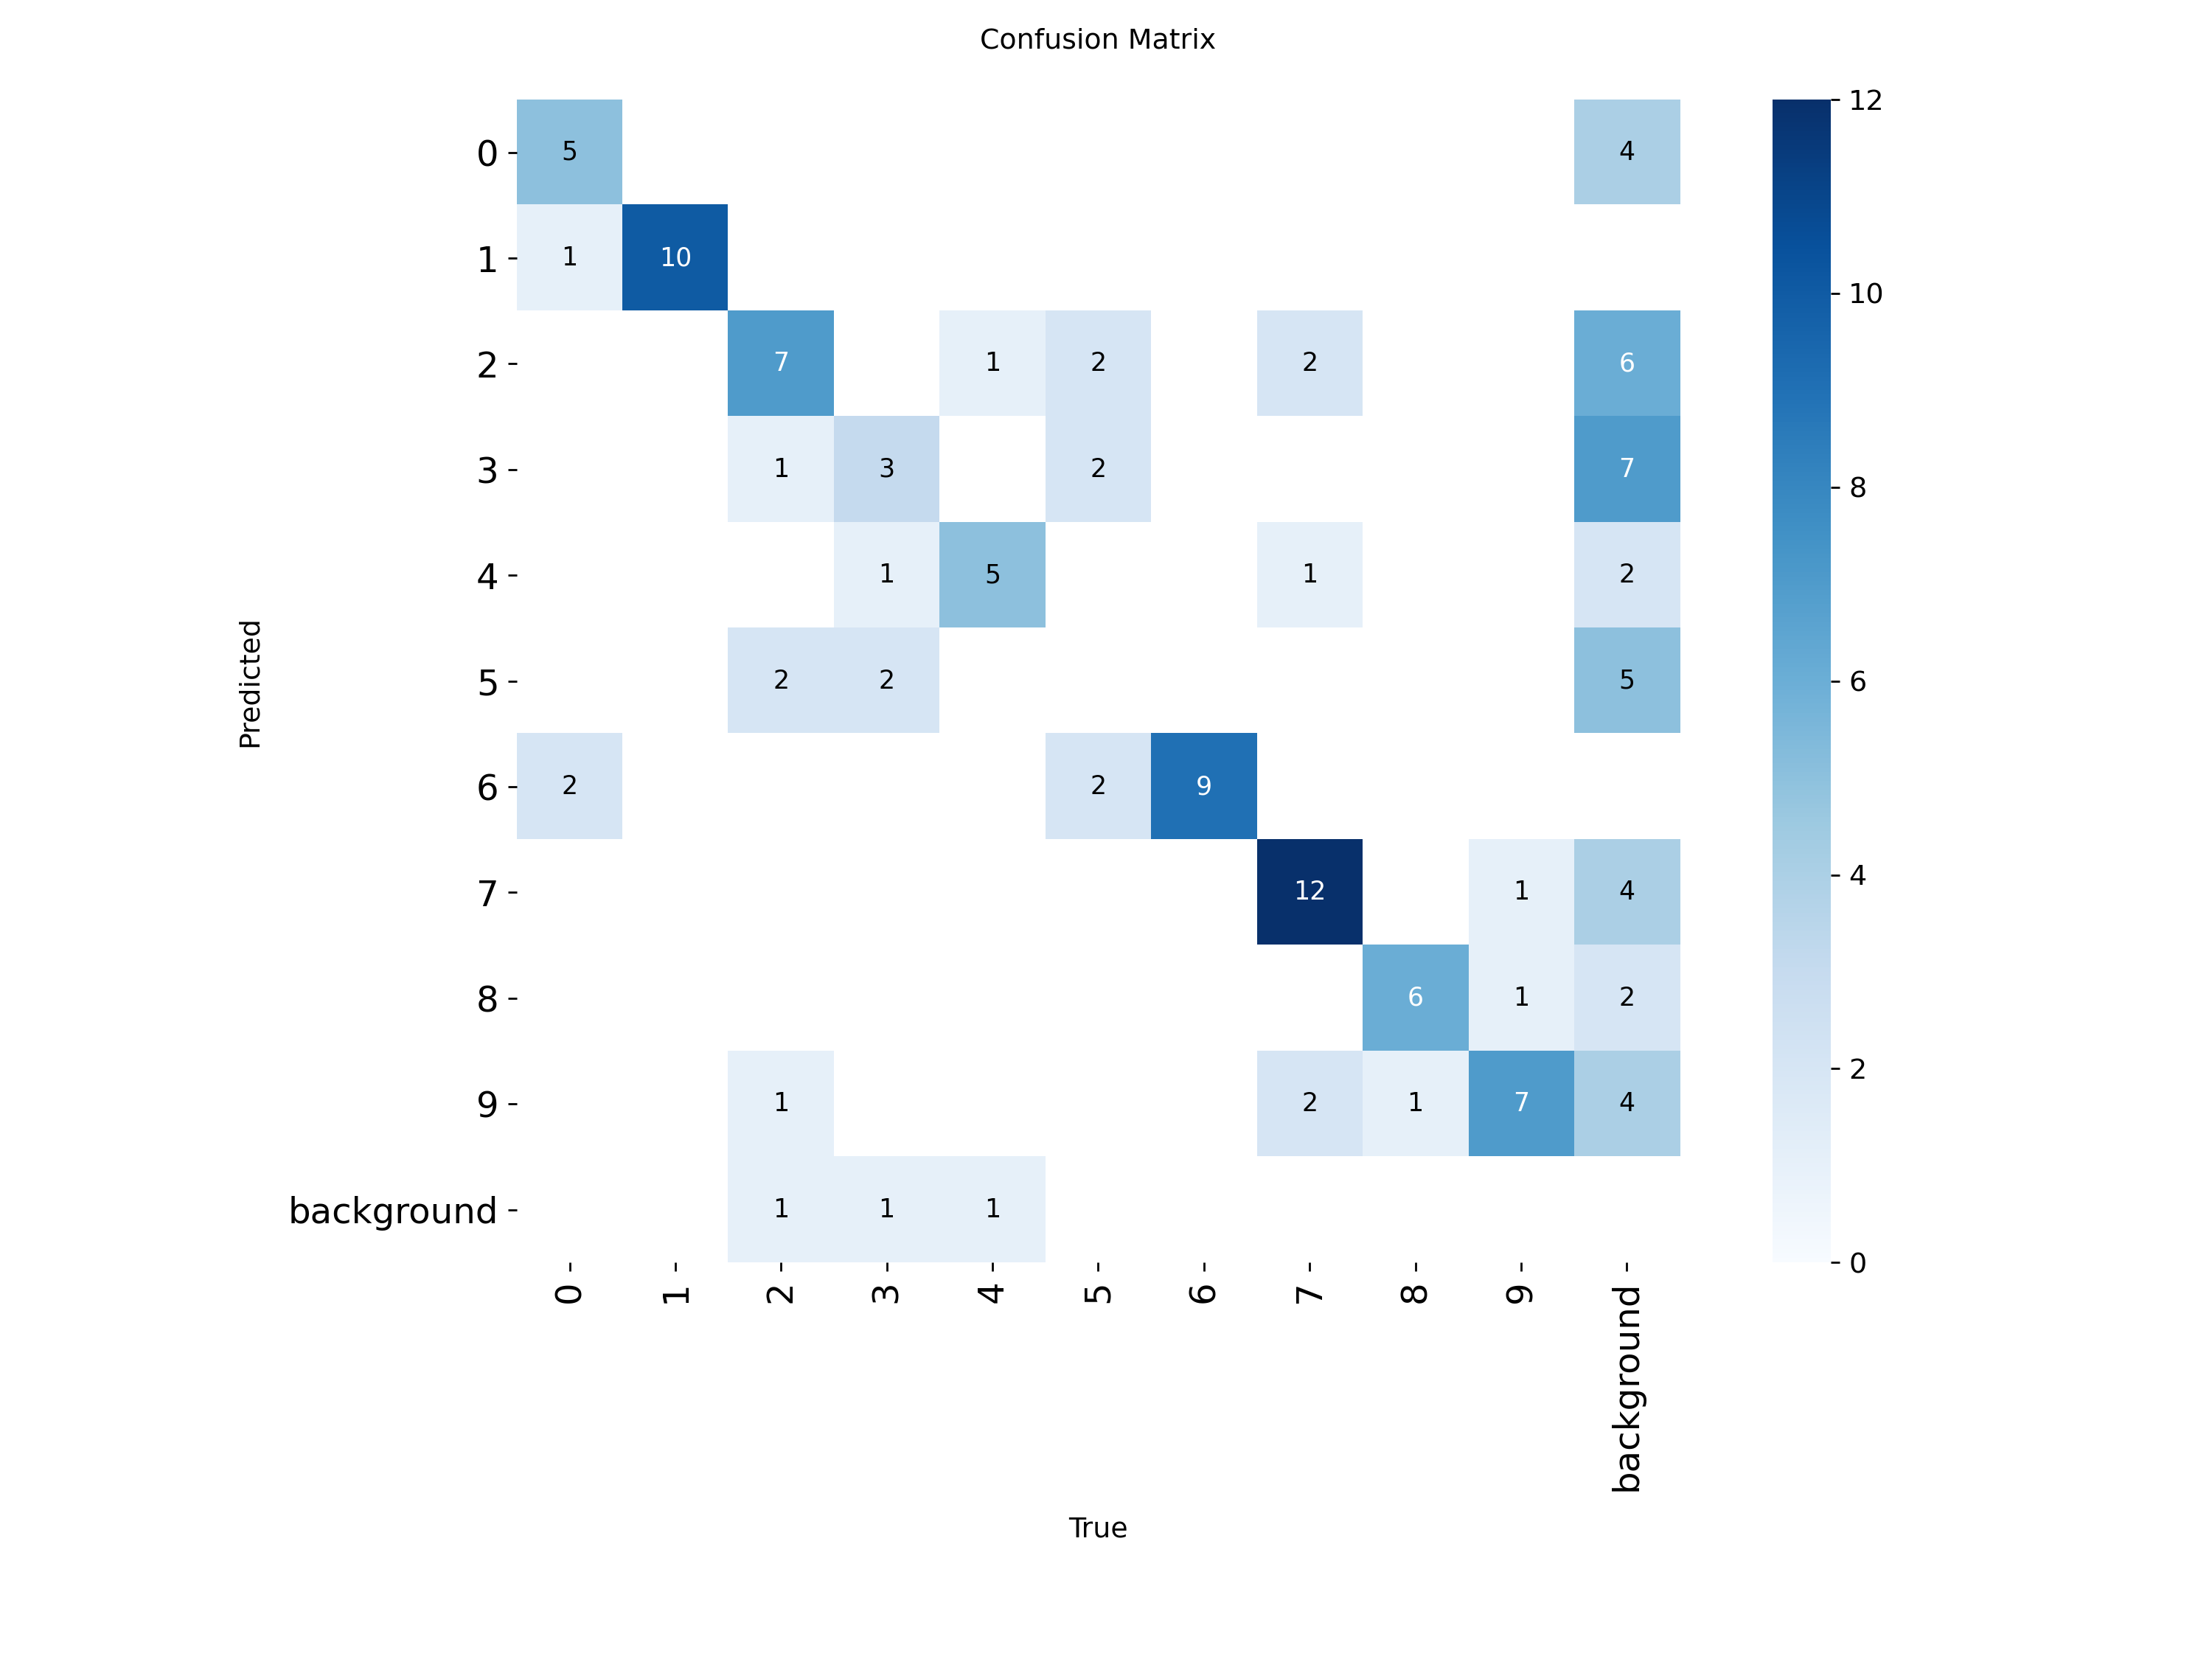 Confusion Matrix
0 5 4
1 1 10
2 7 1 2 2 6
3 1 3 2 7
4 1 5 1 2
5 2 2 5
6 2 2 9
7 12 1 4
8 6 1 2
9 1 2 1 7 4
background 1 1 1
0 1 2 3 4 5 6 7 8 9 background
Predicted
True
12
10
8
6
4
2
0